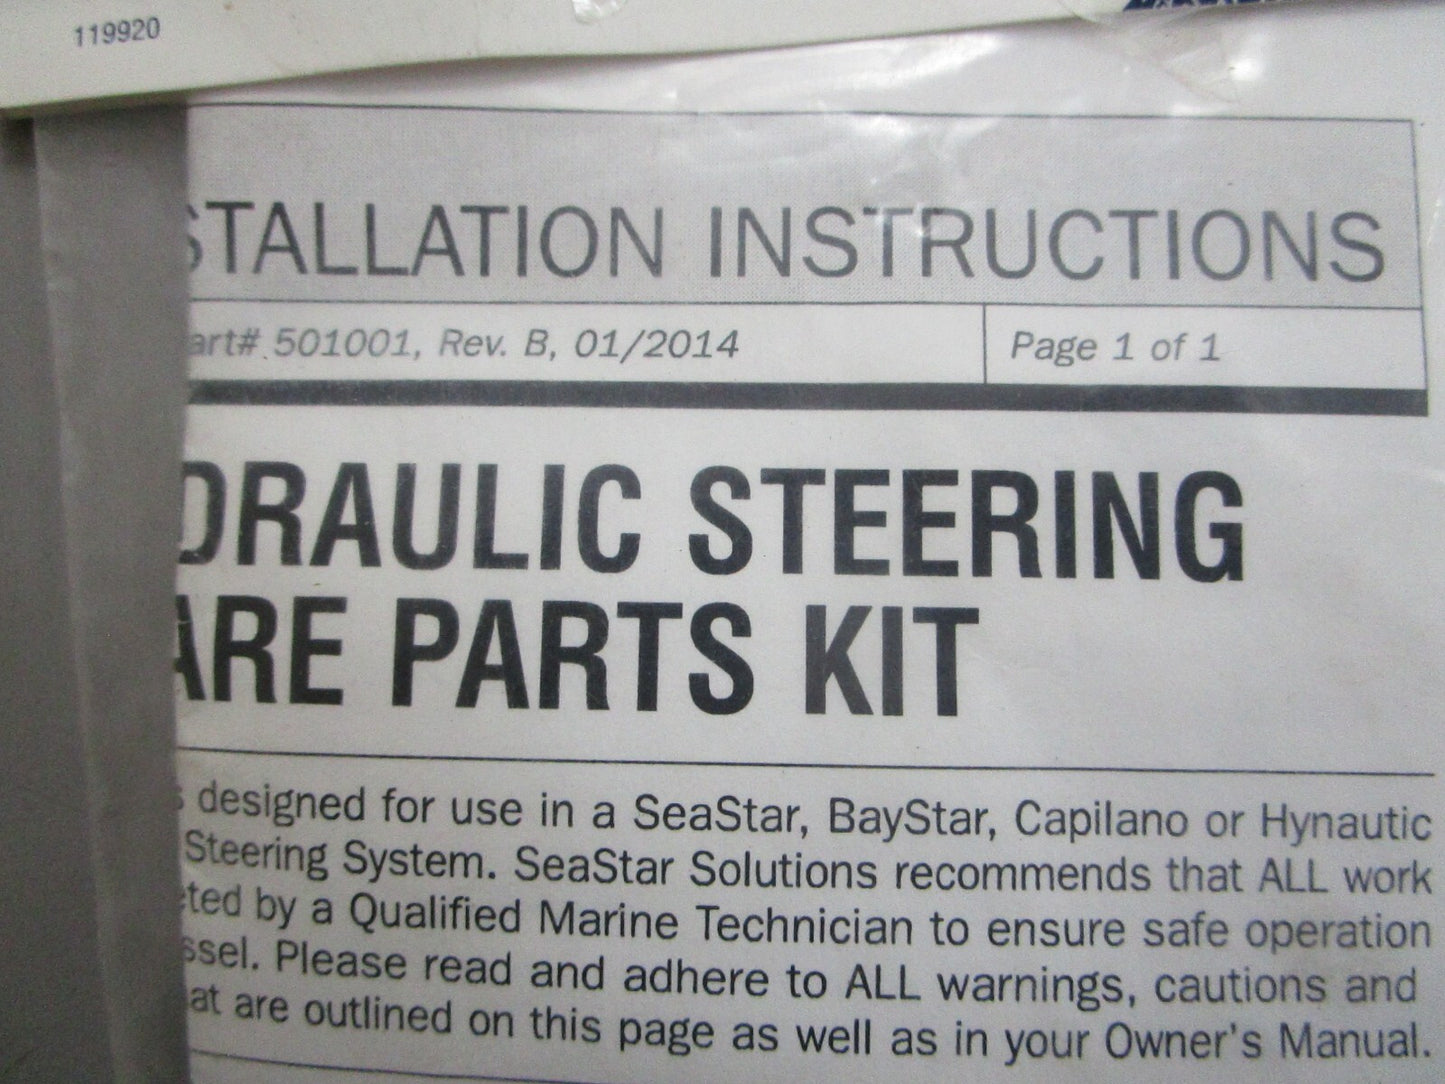 119920
STALLATION INSTRUCTIONS
art# 501001, Rev. B, 01/2014
Page 1 of 1
DRAULIC STEERING
ARE PARTS KIT
s designed for use in a SeaStar, BayStar, Capilano or Hynautic
Steering System. SeaStar Solutions recommends that ALL work
ted by a Qualified Marine Technician to ensure safe operation
ssel. Please read and adhere to ALL warnings, cautions and
at are outlined on this page as well as in your Owner's Manual.